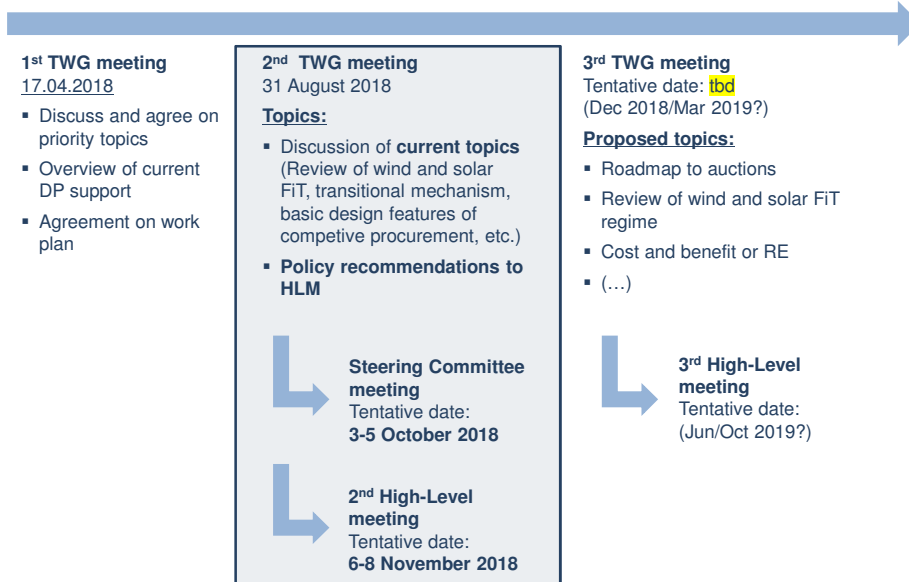 1st TWG meeting
17.04.2018
▪ Discuss and agree on
priority topics
▪ Overview of current
DP support
▪ Agreement on work
plan
2nd TWG meeting
31 August 2018
Topics:
▪ Discussion of current topics
(Review of wind and solar
FiT, transitional mechanism,
basic design features of
competive procurement, etc.)
▪ Policy recommendations to
HLM
Steering Committee
meeting
Tentative date:
3-5 October 2018
2nd High-Level
meeting
Tentative date:
6-8 November 2018
3rd TWG meeting
Tentative date: tbd
(Dec 2018/Mar 2019?)
Proposed topics:
▪ Roadmap to auctions
▪ Review of wind and solar FiT
regime
▪ Cost and benefit or RE
▪ (…)
3rd High-Level
meeting
Tentative date:
(Jun/Oct 2019?)